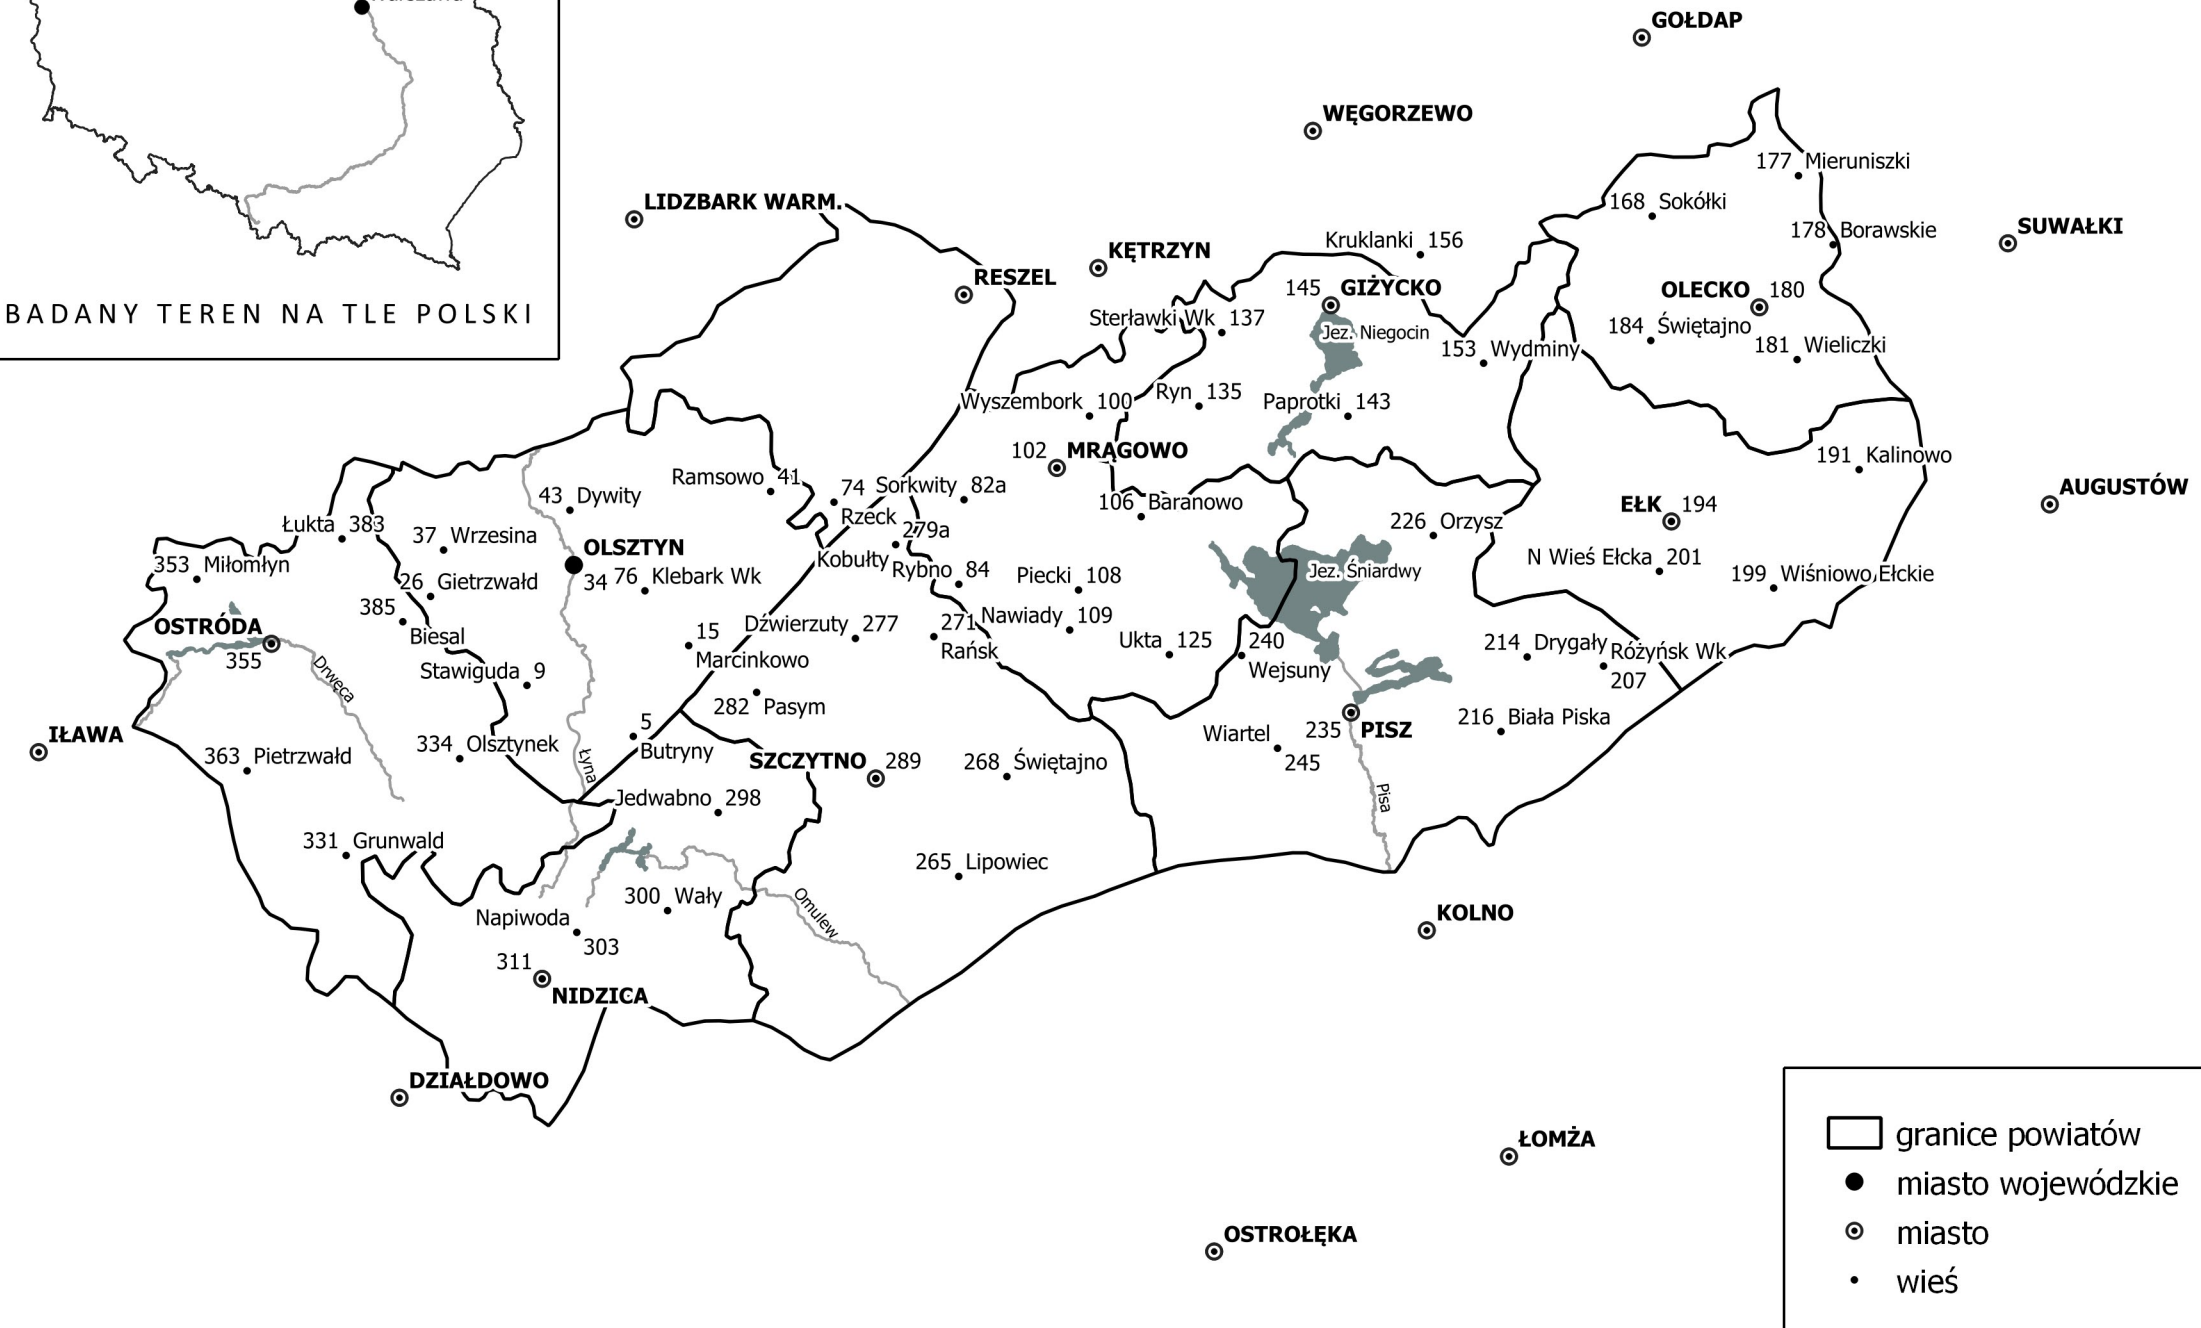 GOŁDAP
WĘGORZEWO
177 Mieruniszki
168 Sokółki
LIDZBARK WARM.
178 Borawskie
SUWAŁKI
Kruklanki 156
KĘTRZYN
RESZEL
145 GIŻYCKO
OLECKO 180
BADANY TEREN NA TLE POLSKI
Sterławki Wk 137
Jez. Niegocin
184 Świętajno
181 Wieliczki
153 Wydminy
Wyszembork 100
Ryn 135
Paprotki 143
102 MRĄGOWO
191 Kalinowo
Ramsowo 41
74 Rzeck
Sorkwity 82a
AUGUSTÓW
43 Dywity
106 Baranowo
EŁK 194
Łukta 383
226 Orzysz
37 Wrzesina
279a
Kobułty
OLSZTYN
34
353 Miłomłyn
N Wieś Ełcka 201
Rybno 84
Piecki 108
Jez. Śniardwy
199 Wiśniowo Ełckie
26 Gietrzwałd
76 Klebark Wk
385
Biesal
Nawiady 109
OSTRÓDA
355
Dźwierzuty 277
271
Rańsk
15
Marcinkowo
Ukta 125
240
Wejsuny
214 Drygały
Różyńsk Wk
207
Drwęca
Stawiguda 9
282 Pasym
216 Biała Piska
5
Butryny
Wiartel
245
235 PISZ
IŁAWA
334 Olsztynek
363 Pietrzwałd
Łyna
SZCZYTNO 289
268 Świętajno
Jedwabno 298
Pisa
331 Grunwald
265 Lipowiec
300 Wały
Omulew
Napiwoda
303
KOLNO
311
NIDZICA
DZIAŁDOWO
ŁOMŻA
OSTROŁĘKA
granice powiatów
miasto wojewódzkie
miasto
wieś